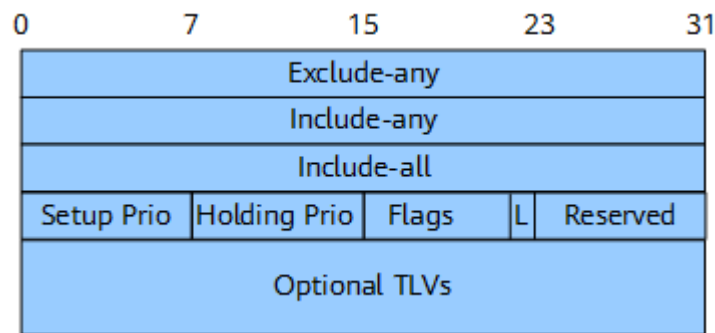 0 7 15 23 31
Exclude-any
Include-any
Include-all
Setup Prio Holding Prio Flags L Reserved
Optional TLVs